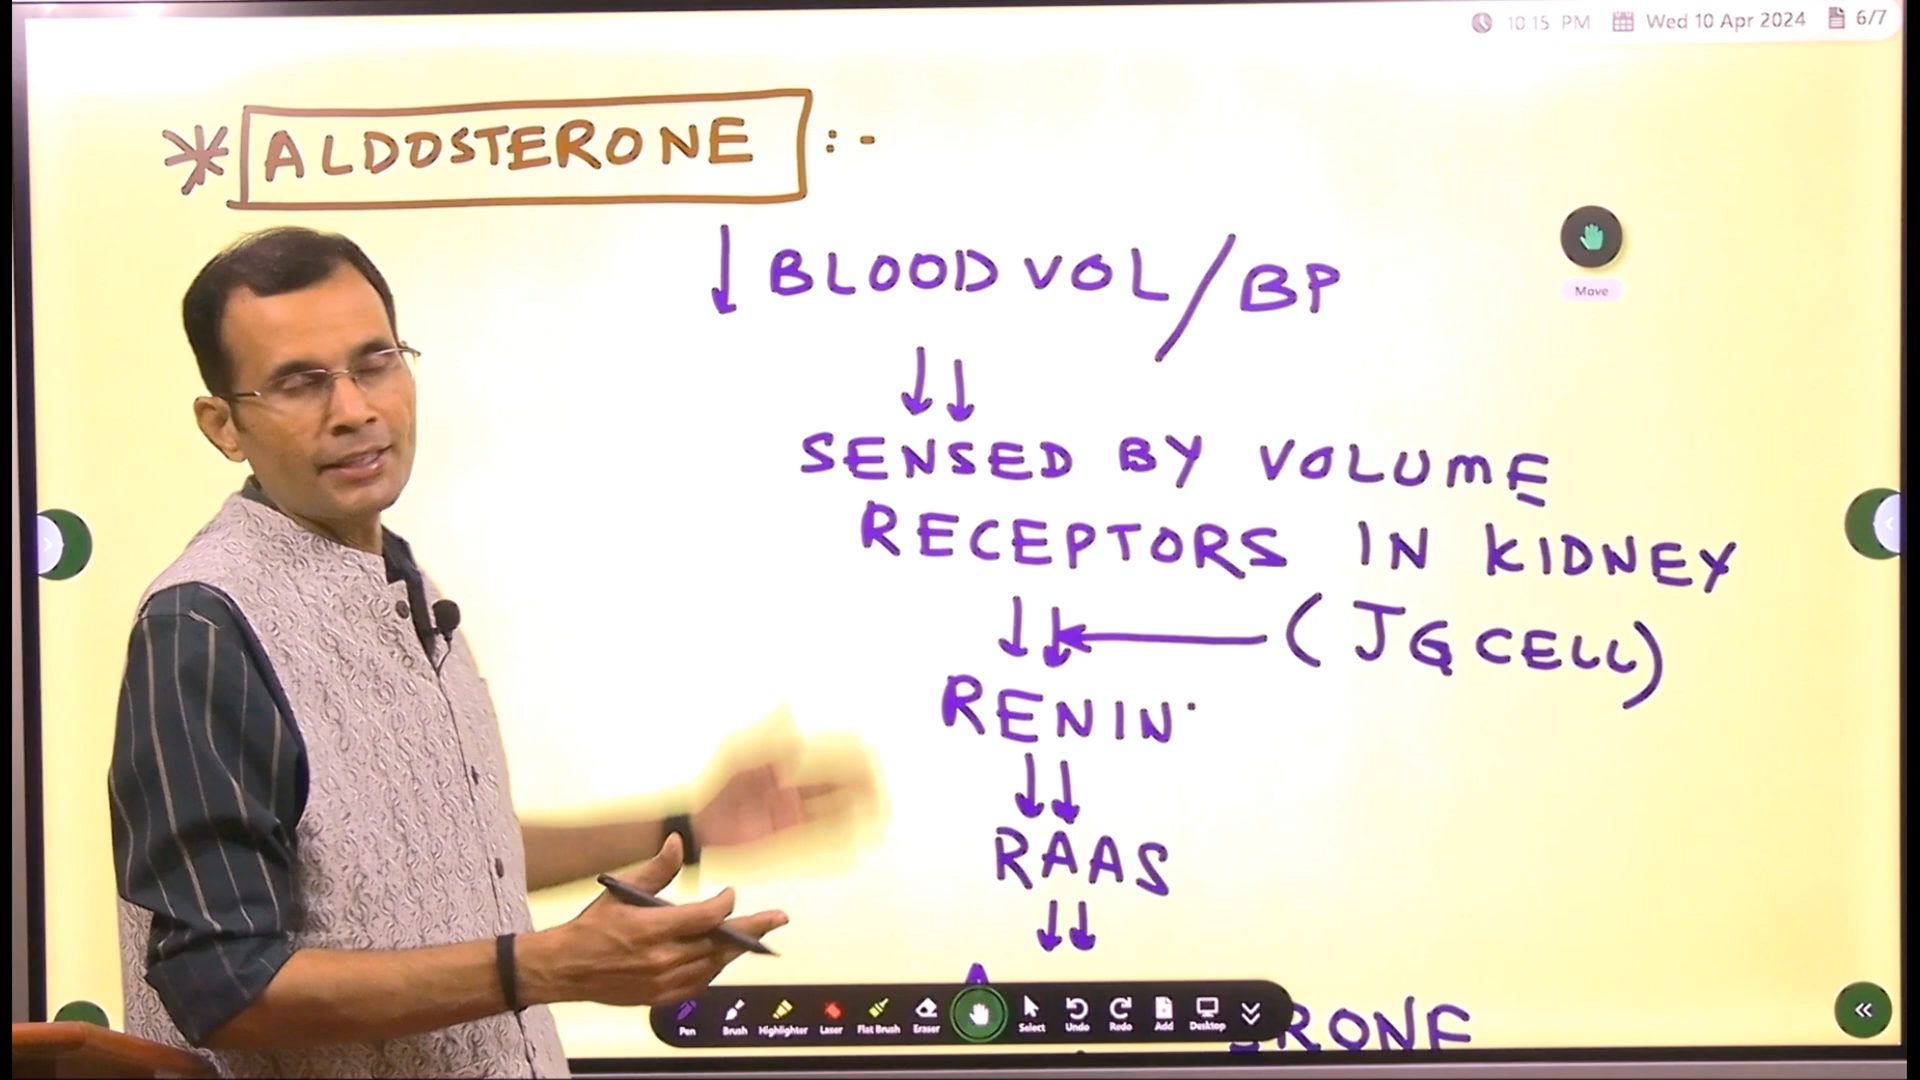 10:15 PM Wed 10 Apr 2024 6/7
* ALDOSTERONE :-
↓ BLOOD VOL/BP
Move
↓↓
SENSED BY VOLUME
RECEPTORS IN KIDNEY
↓↓ ← (JG CELL)
RENIN
↓↓
RAAS
↓↓
Pen Brush Highlighter Laser Flat Brush Eraser Select Undo Redo Add Desktop